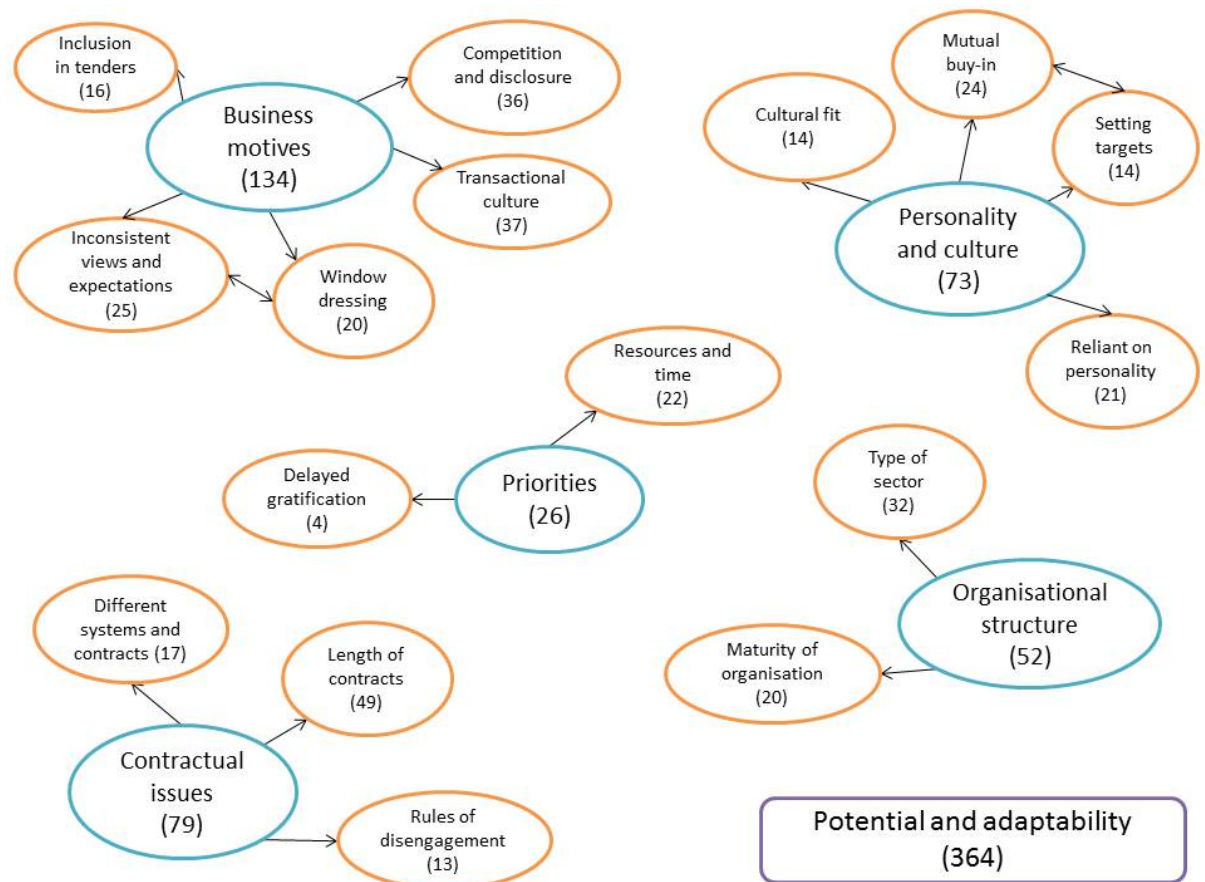 Inclusion
in tenders
(16)
Competition
and disclosure
(36)
Business
motives
(134)
Transactional
culture
(37)
Inconsistent
views and
expectations
(25)
Window
dressing
(20)
Mutual
buy-in
(24)
Cultural fit
(14)
Setting
targets
(14)
Personality
and culture
(73)
Reliant on
personality
(21)
Resources and
time
(22)
Delayed
gratification
(4)
Priorities
(26)
Type of
sector
(32)
Organisational
structure
(52)
Maturity of
organisation
(20)
Different
systems and
contracts (17)
Length of
contracts
(49)
Contractual
issues
(79)
Rules of
disengagement
(13)
Potential and adaptability
(364)